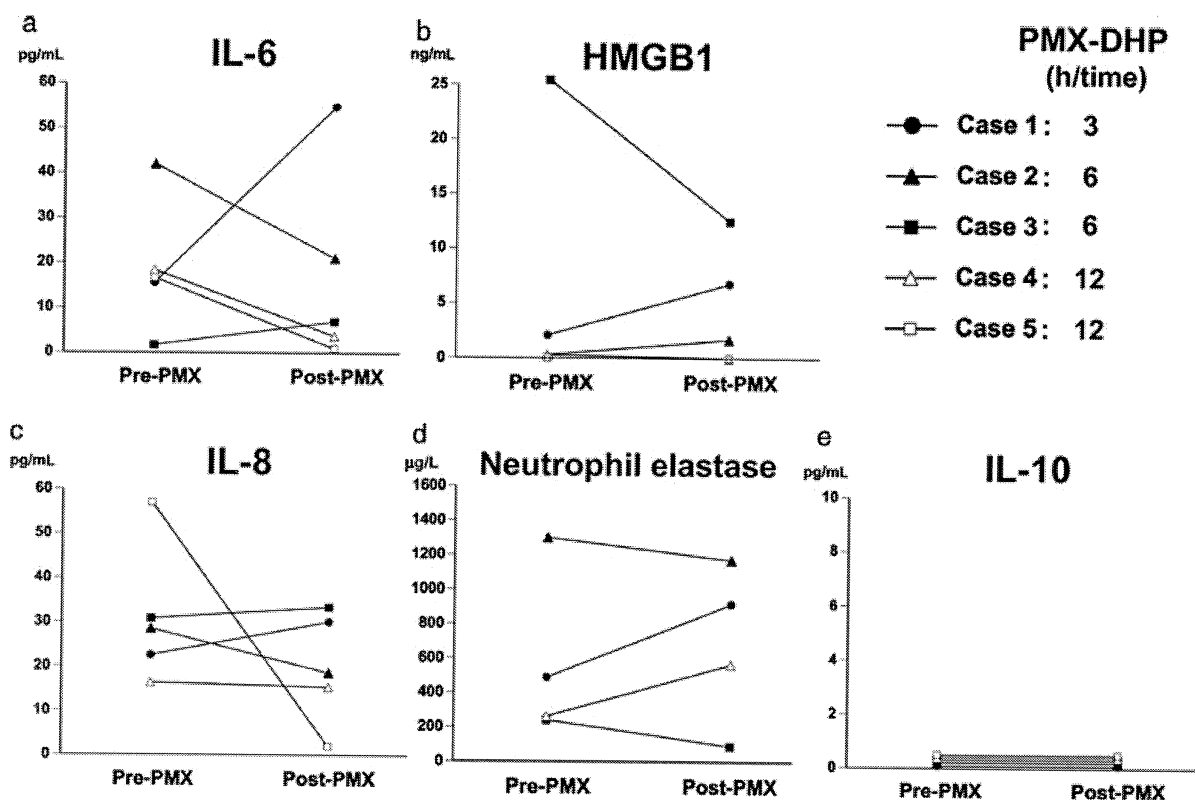 a
pg/mL
IL-6
60
50
40
30
20
10
0
Pre-PMX Post-PMX
b
ng/mL
HMGB1
25
20
15
10
5
0
Pre-PMX Post-PMX
PMX-DHP
(h/time)
Case 1: 3
Case 2: 6
Case 3: 6
Case 4: 12
Case 5: 12
c
pg/mL
IL-8
60
50
40
30
20
10
0
Pre-PMX Post-PMX
d
µg/L
Neutrophil elastase
1600
1400
1200
1000
800
600
400
200
0
Pre-PMX Post-PMX
e
pg/mL
IL-10
10
8
6
4
2
0
Pre-PMX Post-PMX